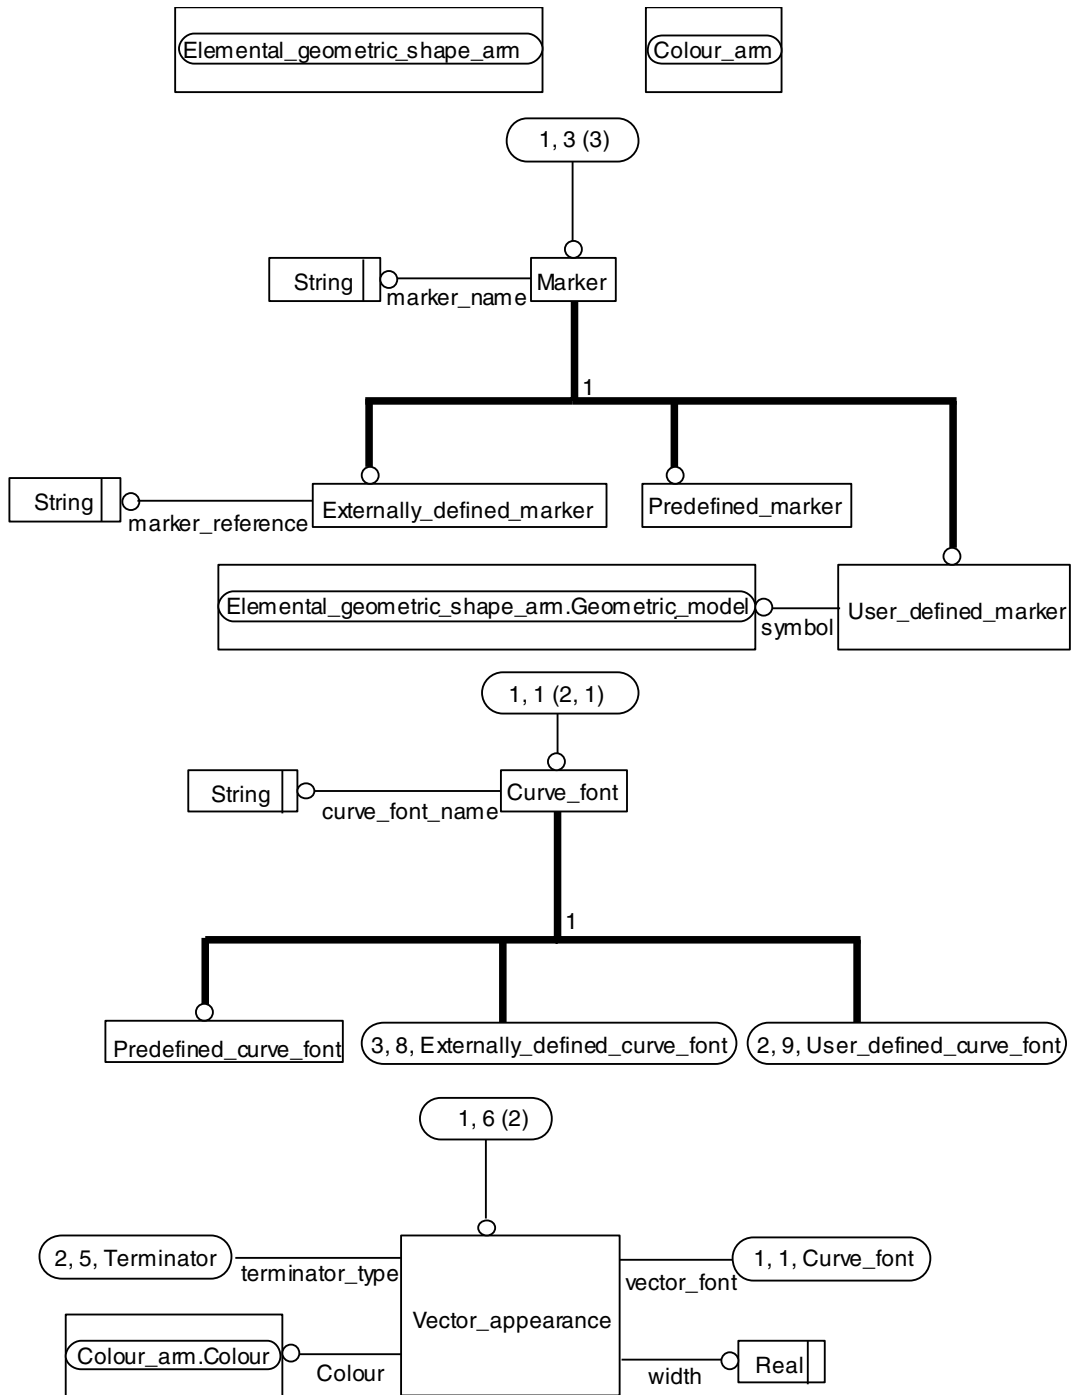 Elemental_geometric_shape_arm
Colour_arm
1, 3 (3)
String
marker_name
Marker
1
String
marker_reference
Externally_defined_marker
Predefined_marker
Elemental_geometric_shape_arm.Geometric_model
symbol
User_defined_marker
1, 1 (2, 1)
String
curve_font_name
Curve_font
1
Predefined_curve_font
3, 8, Externally_defined_curve_font
2, 9, User_defined_curve_font
1, 6 (2)
2, 5, Terminator
terminator_type
vector_font
1, 1, Curve_font
Vector_appearance
Colour_arm.Colour
Colour
width
Real